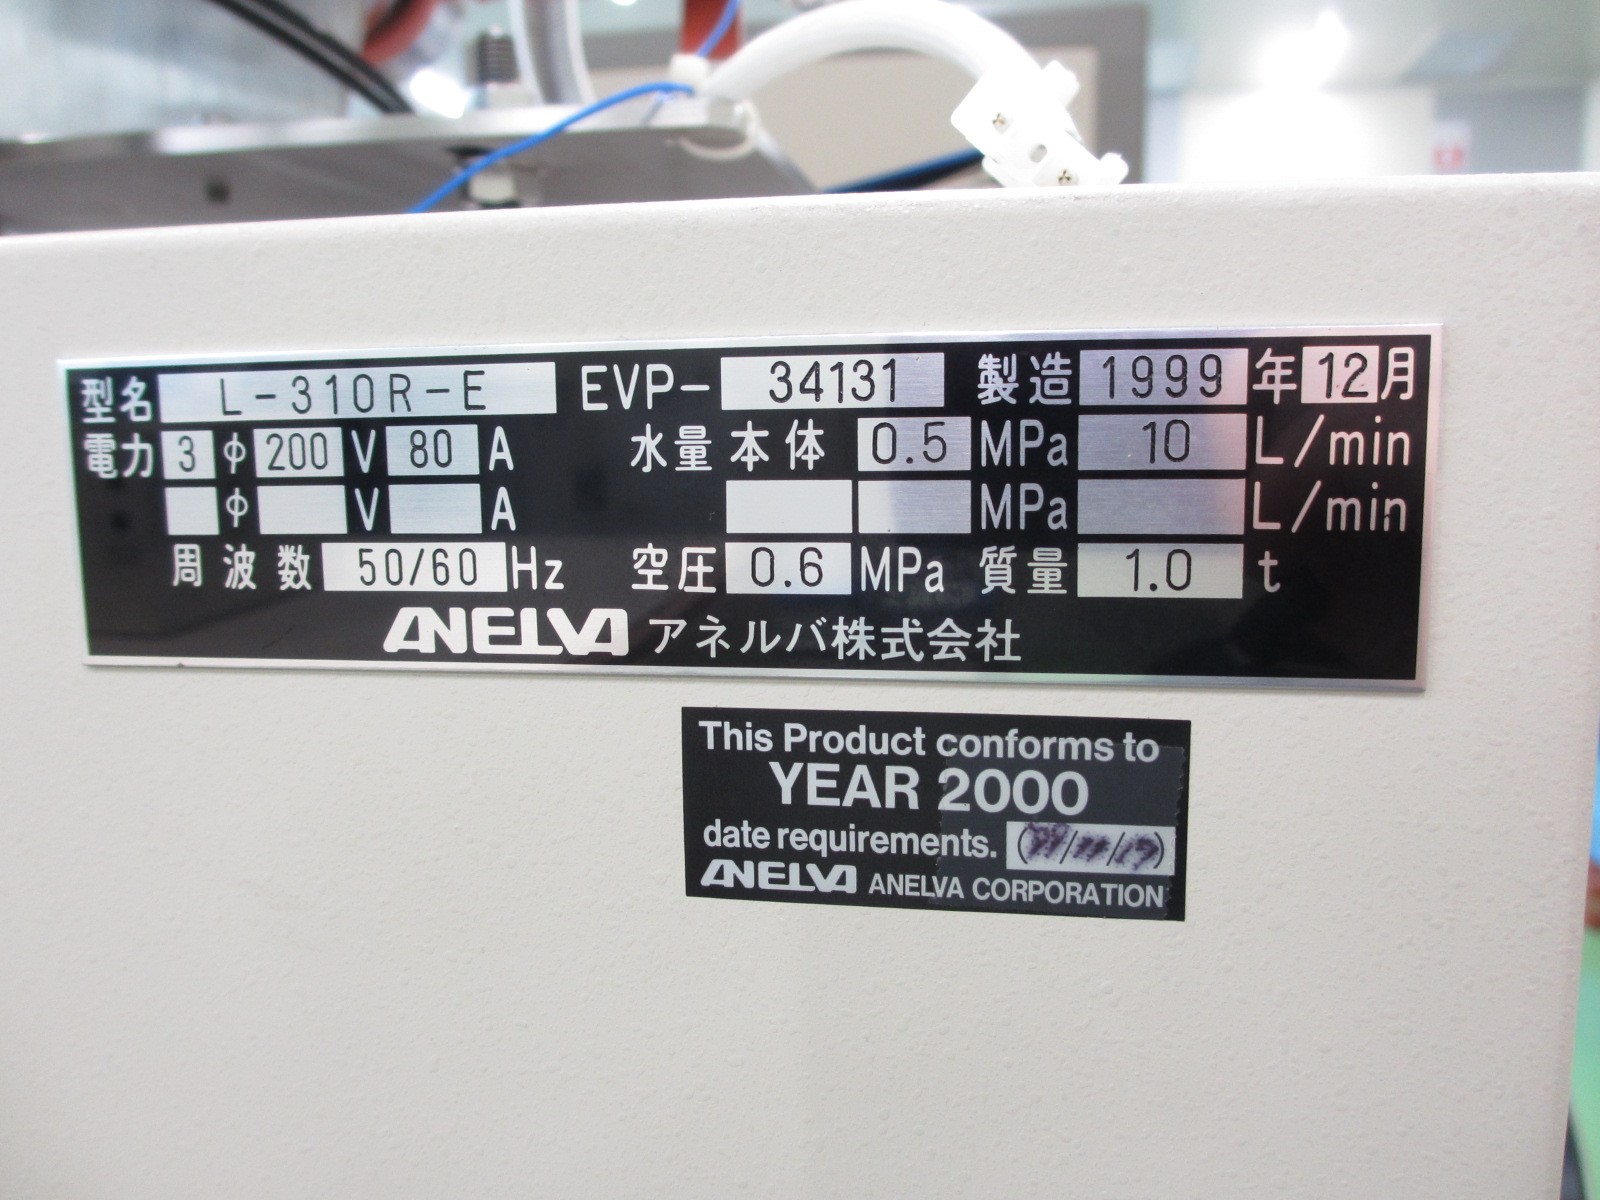 型名 L-310R-E EVP- 34131 製造 1999 年 12 月
電力 3 φ 200 V 80 A 水量 本体 0.5 MPa 10 L/min
φ V A MPa L/min
周波数 50/60 Hz 空圧 0.6 MPa 質量 1.0 t
ANELVA アネルバ株式会社
This Product conforms to
YEAR 2000
date requirements. ('99/11/17)
ANELVA ANELVA CORPORATION